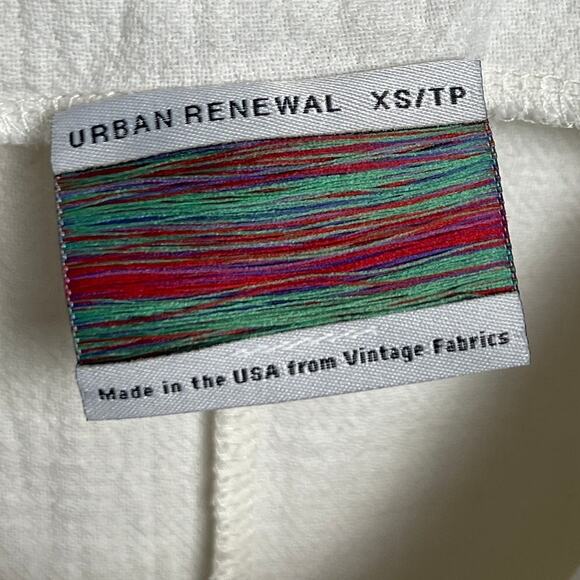 URBAN RENEWAL XS/TP
Made in the USA from Vintage Fabrics